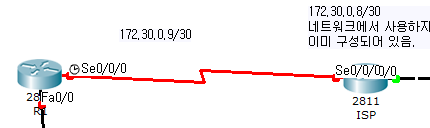 172,30,0,8/30
네트워크에서 사용하지
이미 구성되어 있음.
172,30,0,9/30
Se0/0/0
Se0/0/0/0
28
Fa0/0
R1
2811
ISP